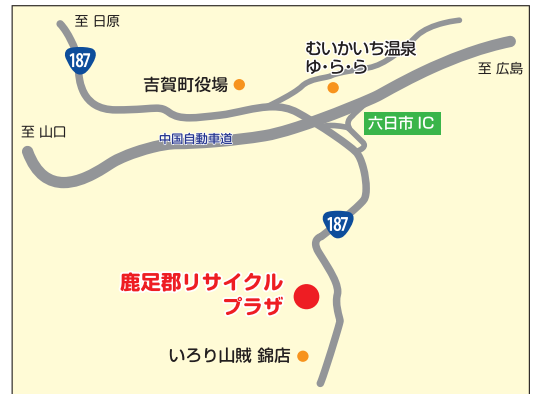 至 日原
187
むいかいち温泉
ゆ・ら・ら
至 広島
吉賀町役場
六日市 IC
至 山口
中国自動車道
187
鹿足郡リサイクル
プラザ
いろり山賊 錦店